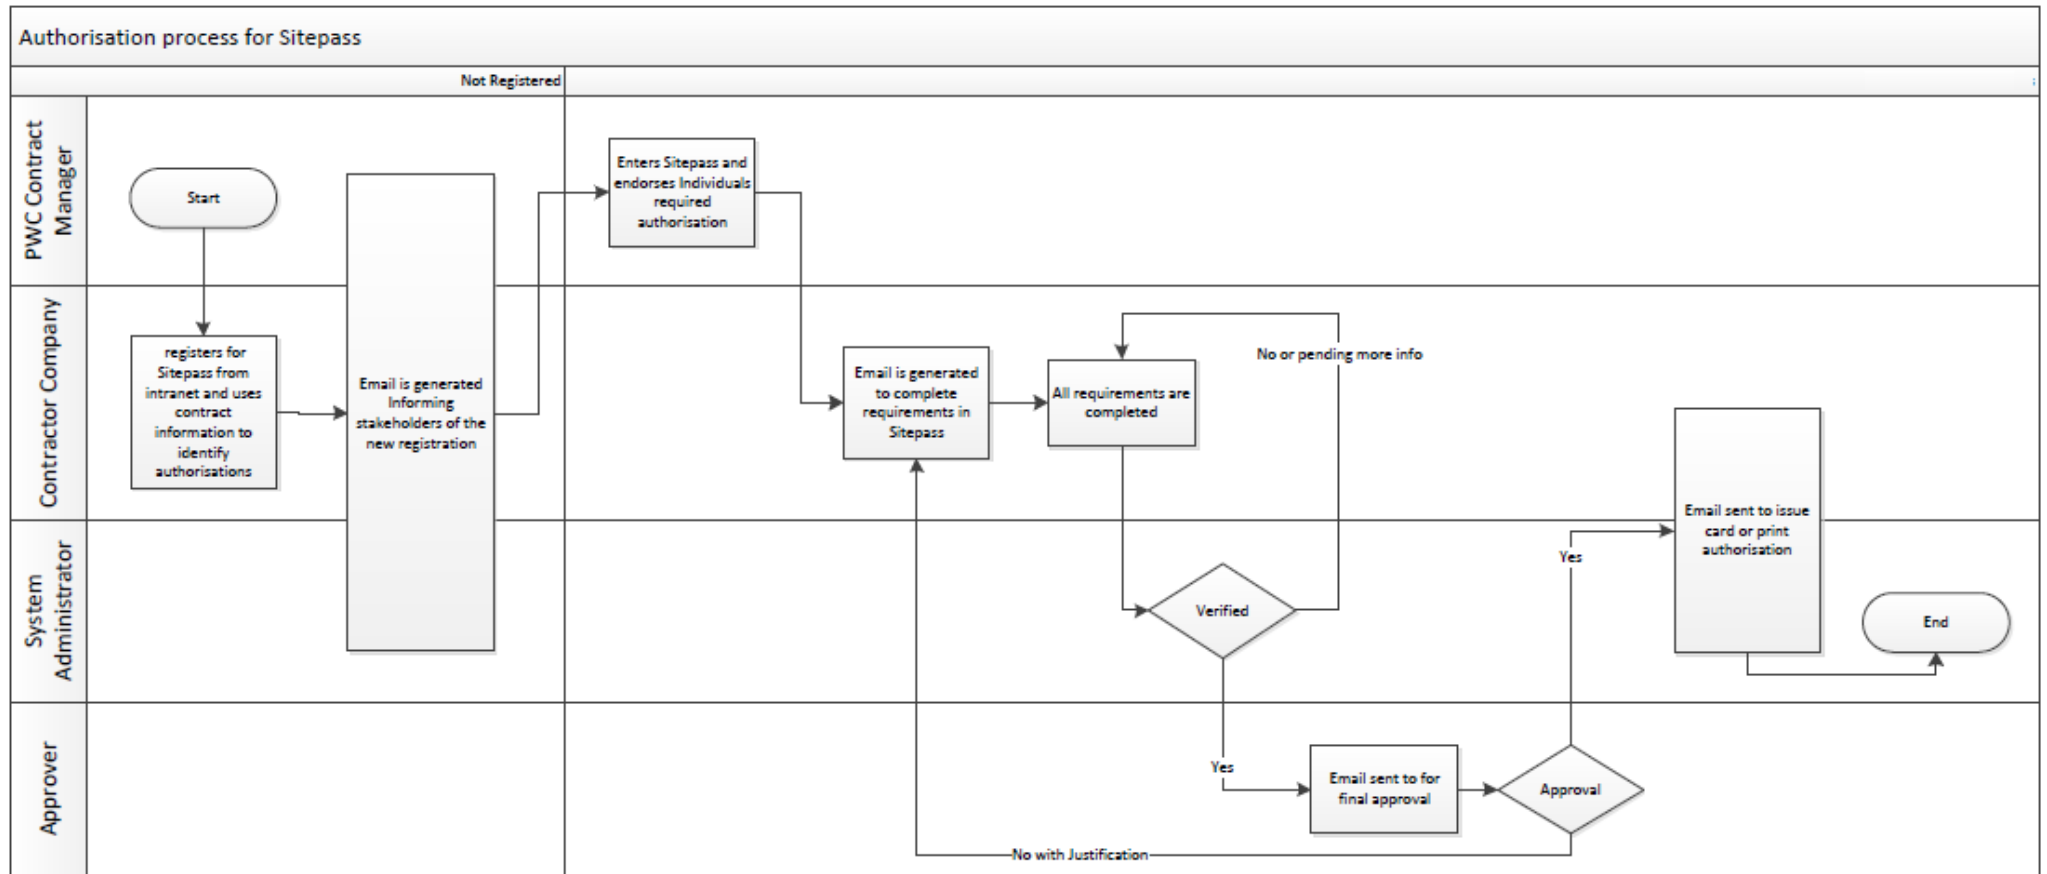 Authorisation process for Sitepass
Not Registered
PWC Contract
Manager
Start
Enters Sitepass and
endorses Individuals
required
authorisation
Contractor Company
registers for
Sitepass from
intranet and uses
contract
information to
identify
authorisations
Email is generated
Informing
stakeholders of the
new registration
Email is generated
to complete
requirements in
Sitepass
All requirements are
completed
No or pending more info
Email sent to issue
card or print
authorisation
System
Administrator
Verified
Yes
End
Approver
Yes
Email sent to for
final approval
Approval
No with Justification